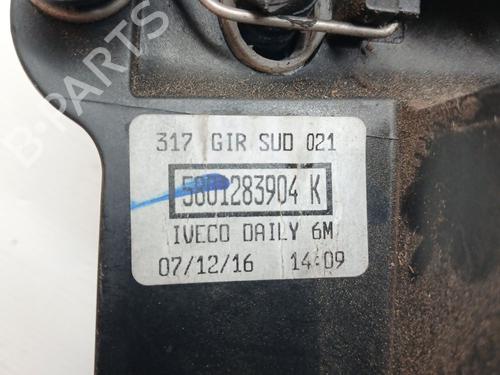 B-PARTS
317 GIR SUD 021
5801283904 K
IVECO DAILY 6M
07/12/16 14:09